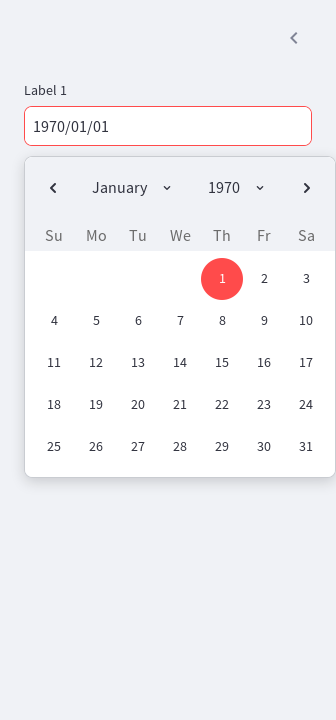 Label 1
1970/01/01
January 1970
Su Mo Tu We Th Fr Sa
1 2 3
4 5 6 7 8 9 10
11 12 13 14 15 16 17
18 19 20 21 22 23 24
25 26 27 28 29 30 31